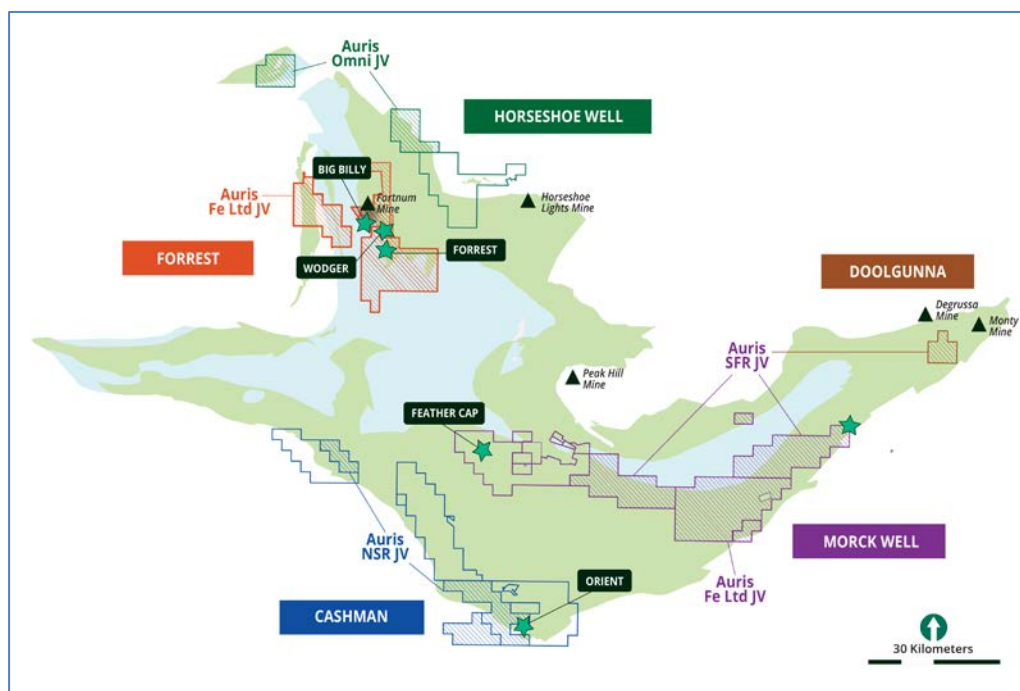 Auris
Omni JV
HORSESHOE WELL
BIG BILLY
Fortnum
Mine
Horseshoe
Lights Mine
Auris
Fe Ltd JV
FORREST
WODGER
FORREST
DOOLGUNNA
Degrussa
Mine
Monty
Mine
Auris
SFR JV
Peak Hill
Mine
FEATHER CAP
Auris
NSR JV
MORCK WELL
Auris
Fe Ltd JV
ORIENT
CASHMAN
30 Kilometers